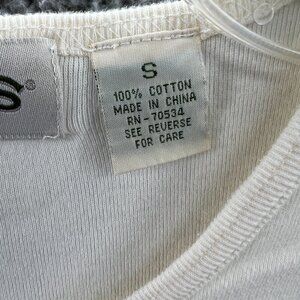 S®
S
100% COTTON
MADE IN CHINA
RN-70534
SEE REVERSE
FOR CARE